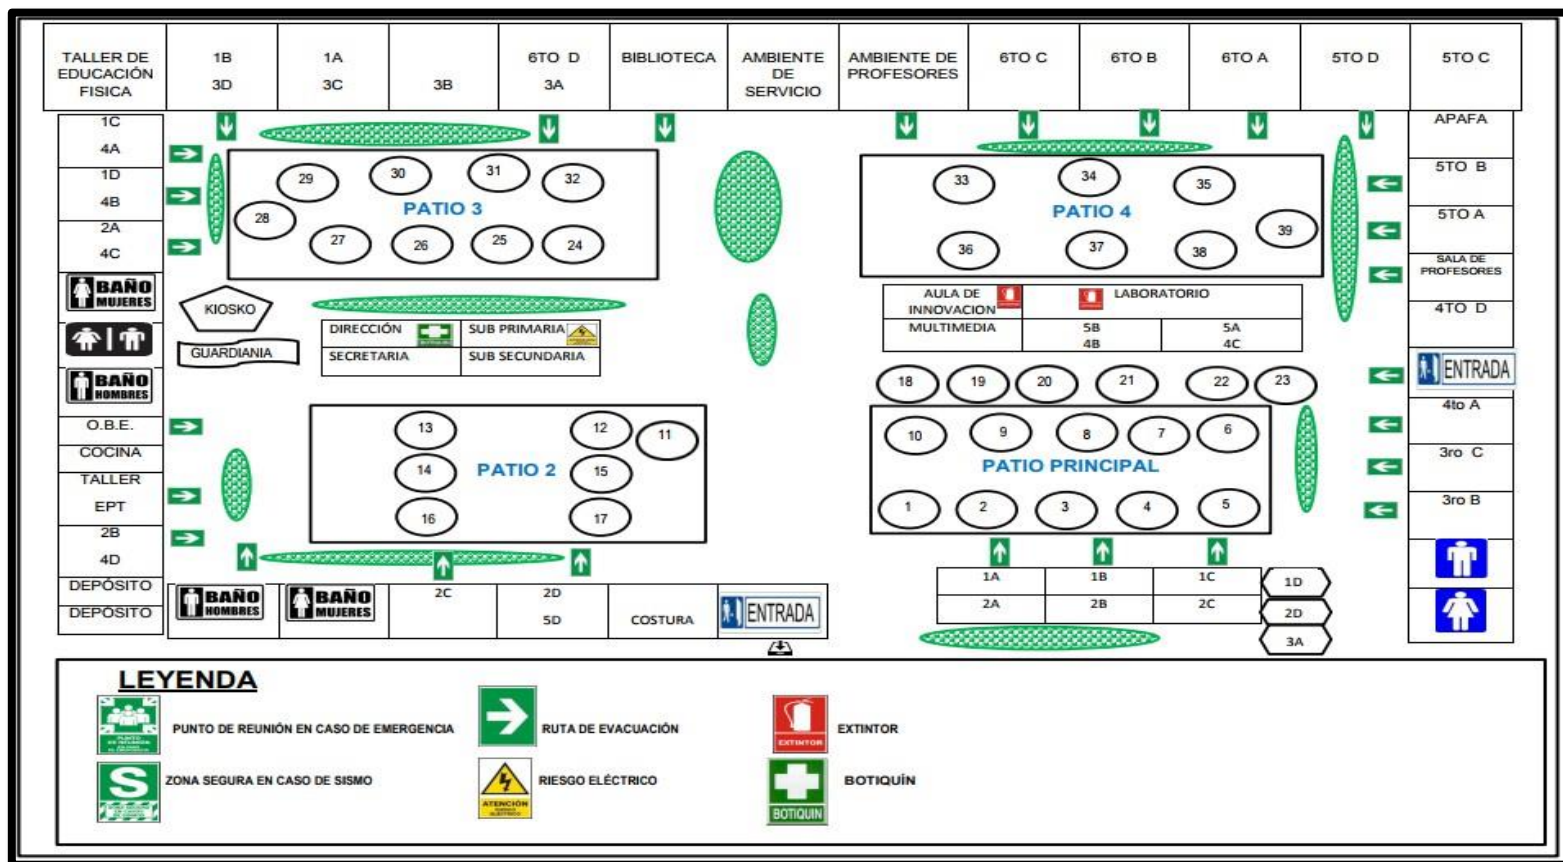 TALLER DE
EDUCACIÓN
FISICA
1B
3D
1A
3C
3B
6TO D
3A
BIBLIOTECA
AMBIENTE
DE
SERVICIO
AMBIENTE DE
PROFESORES
6TO C
6TO B
6TO A
5TO D
5TO C
1C
4A
1D
4B
2A
4C
BAÑO
MUJERES
BAÑO
HOMBRES
O.B.E.
COCINA
TALLER
EPT
2B
4D
DEPÓSITO
DEPÓSITO
29
30
31
32
PATIO 3
28
27
26
25
24
33
34
35
PATIO 4
39
36
37
38
APAFA
5TO B
5TO A
SALA DE
PROFESORES
4TO D
ENTRADA
4to A
3ro C
3ro B
KIOSKO
GUARDIANIA
DIRECCIÓN
BOTIQUIN
SUB PRIMARIA
SECRETARIA
SUB SECUNDARIA
AULA DE
INNOVACION
LABORATORIO
MULTIMEDIA
5B
4B
5A
4C
18
19
20
21
22
23
13
12
11
14
PATIO 2
15
16
17
10
9
8
7
6
PATIO PRINCIPAL
1
2
3
4
5
BAÑO
HOMBRES
BAÑO
MUJERES
2C
2D
5D
COSTURA
ENTRADA
1A
1B
1C
1D
2A
2B
2C
2D
3A
LEYENDA
PUNTO DE REUNIÓN EN CASO DE EMERGENCIA
RUTA DE EVACUACIÓN
EXTINTOR
EXTINTOR
S
ZONA SEGURA EN CASO DE SISMO
ATENCIÓN
RIESGO ELÉCTRICO
BOTIQUIN
BOTIQUÍN